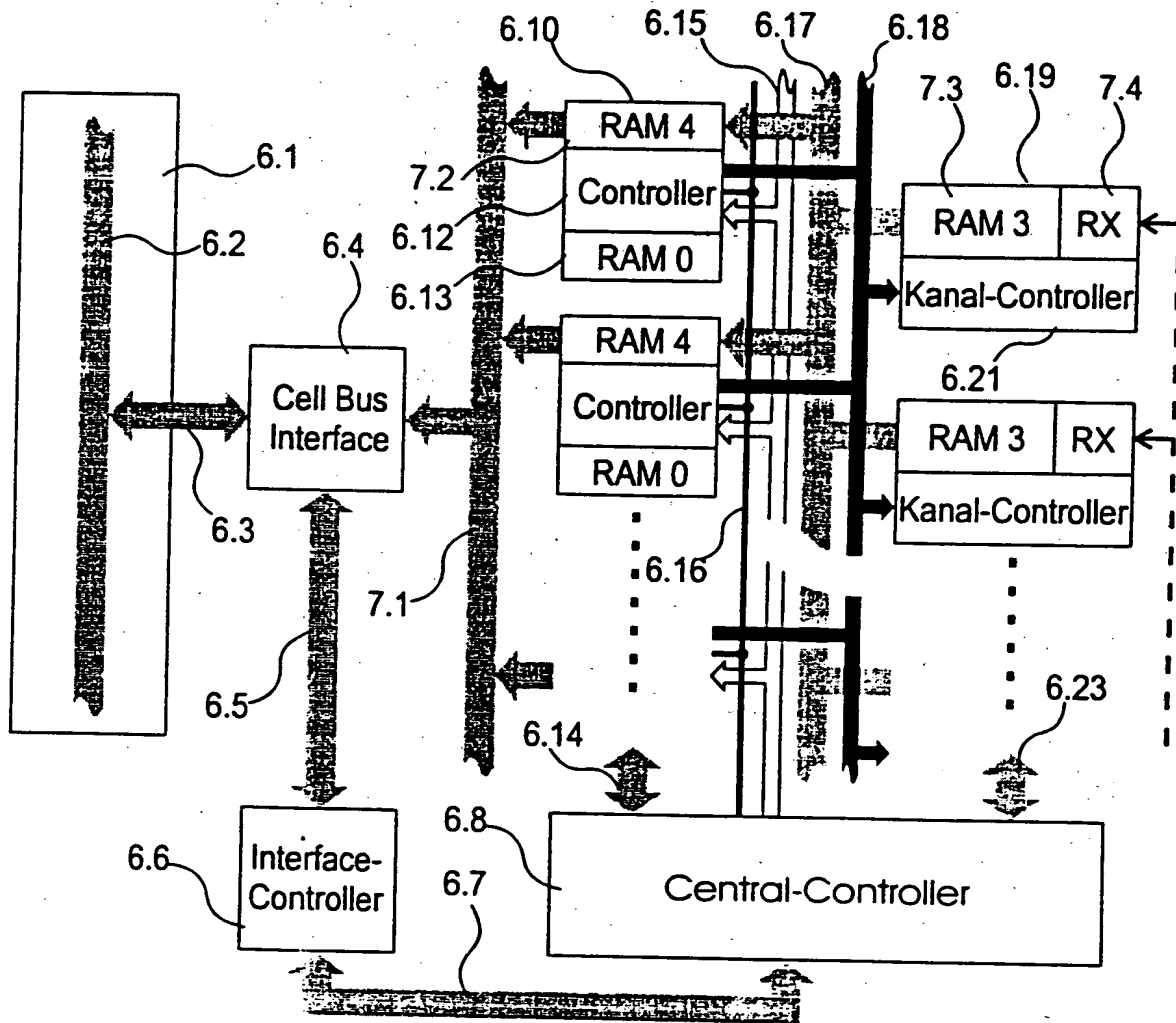 6.10
6.15
6.17
6.18
7.3
6.19
7.4
6.1
6.2
6.4
7.2
6.12
6.13
RAM 4
Controller
RAM 0
RAM 3
RX
Kanal-Controller
6.21
Cell Bus
Interface
6.3
RAM 4
Controller
RAM 0
RAM 3
RX
Kanal-Controller
6.16
7.1
6.5
6.14
6.23
6.6
Interface-
Controller
6.8
Central-Controller
6.7